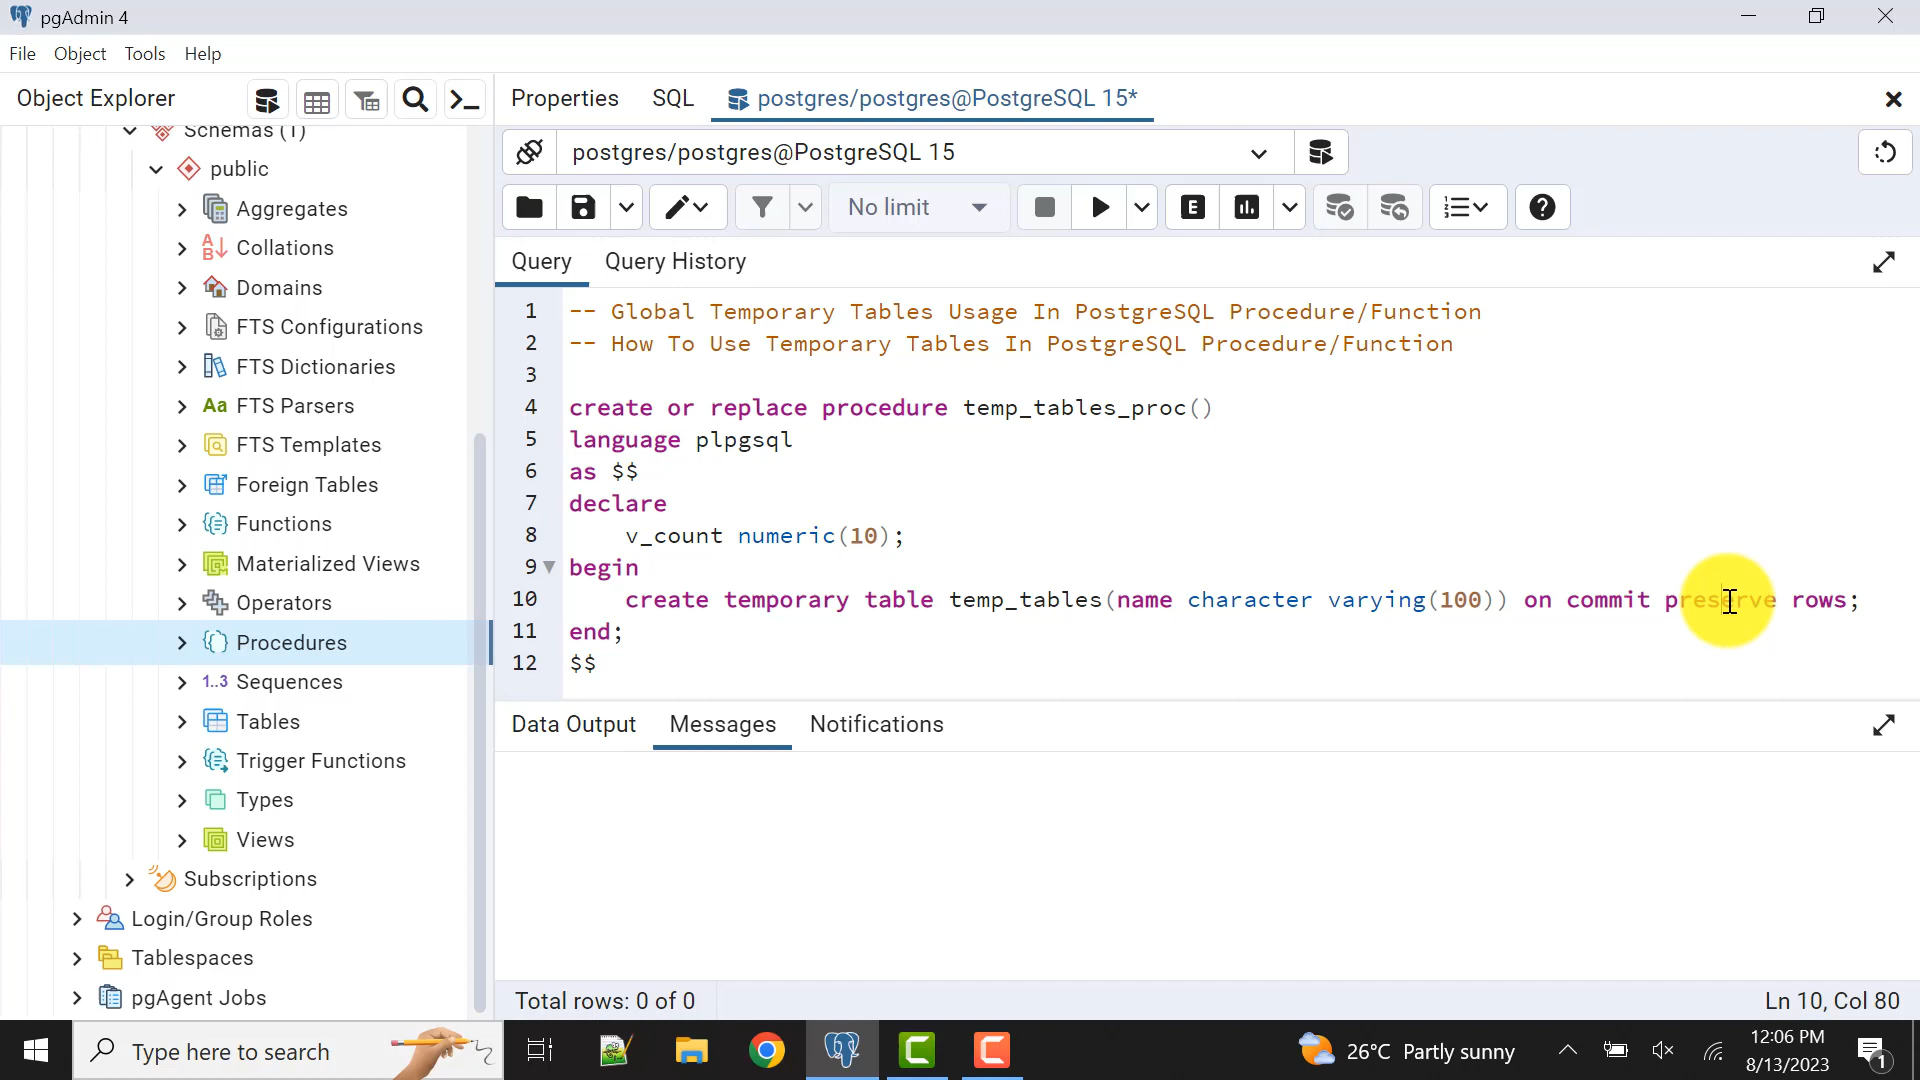 pgAdmin 4
File Object Tools Help
Object Explorer
Properties SQL postgres/postgres@PostgreSQL 15*
Schemas (1)
public
Aggregates
Collations
Domains
FTS Configurations
FTS Dictionaries
FTS Parsers
FTS Templates
Foreign Tables
Functions
Materialized Views
Operators
Procedures
Sequences
Tables
Trigger Functions
Types
Views
Subscriptions
Login/Group Roles
Tablespaces
pgAgent Jobs
postgres/postgres@PostgreSQL 15
No limit
Query Query History
1 -- Global Temporary Tables Usage In PostgreSQL Procedure/Function
2 -- How To Use Temporary Tables In PostgreSQL Procedure/Function
3
4 create or replace procedure temp_tables_proc()
5 language plpgsql
6 as $$
7 declare
8 v_count numeric(10);
9 begin
10 create temporary table temp_tables(name character varying(100)) on commit preserve rows;
11 end;
12 $$
Data Output Messages Notifications
Total rows: 0 of 0
Ln 10, Col 80
Type here to search
26°C Partly sunny
12:06 PM
8/13/2023
1